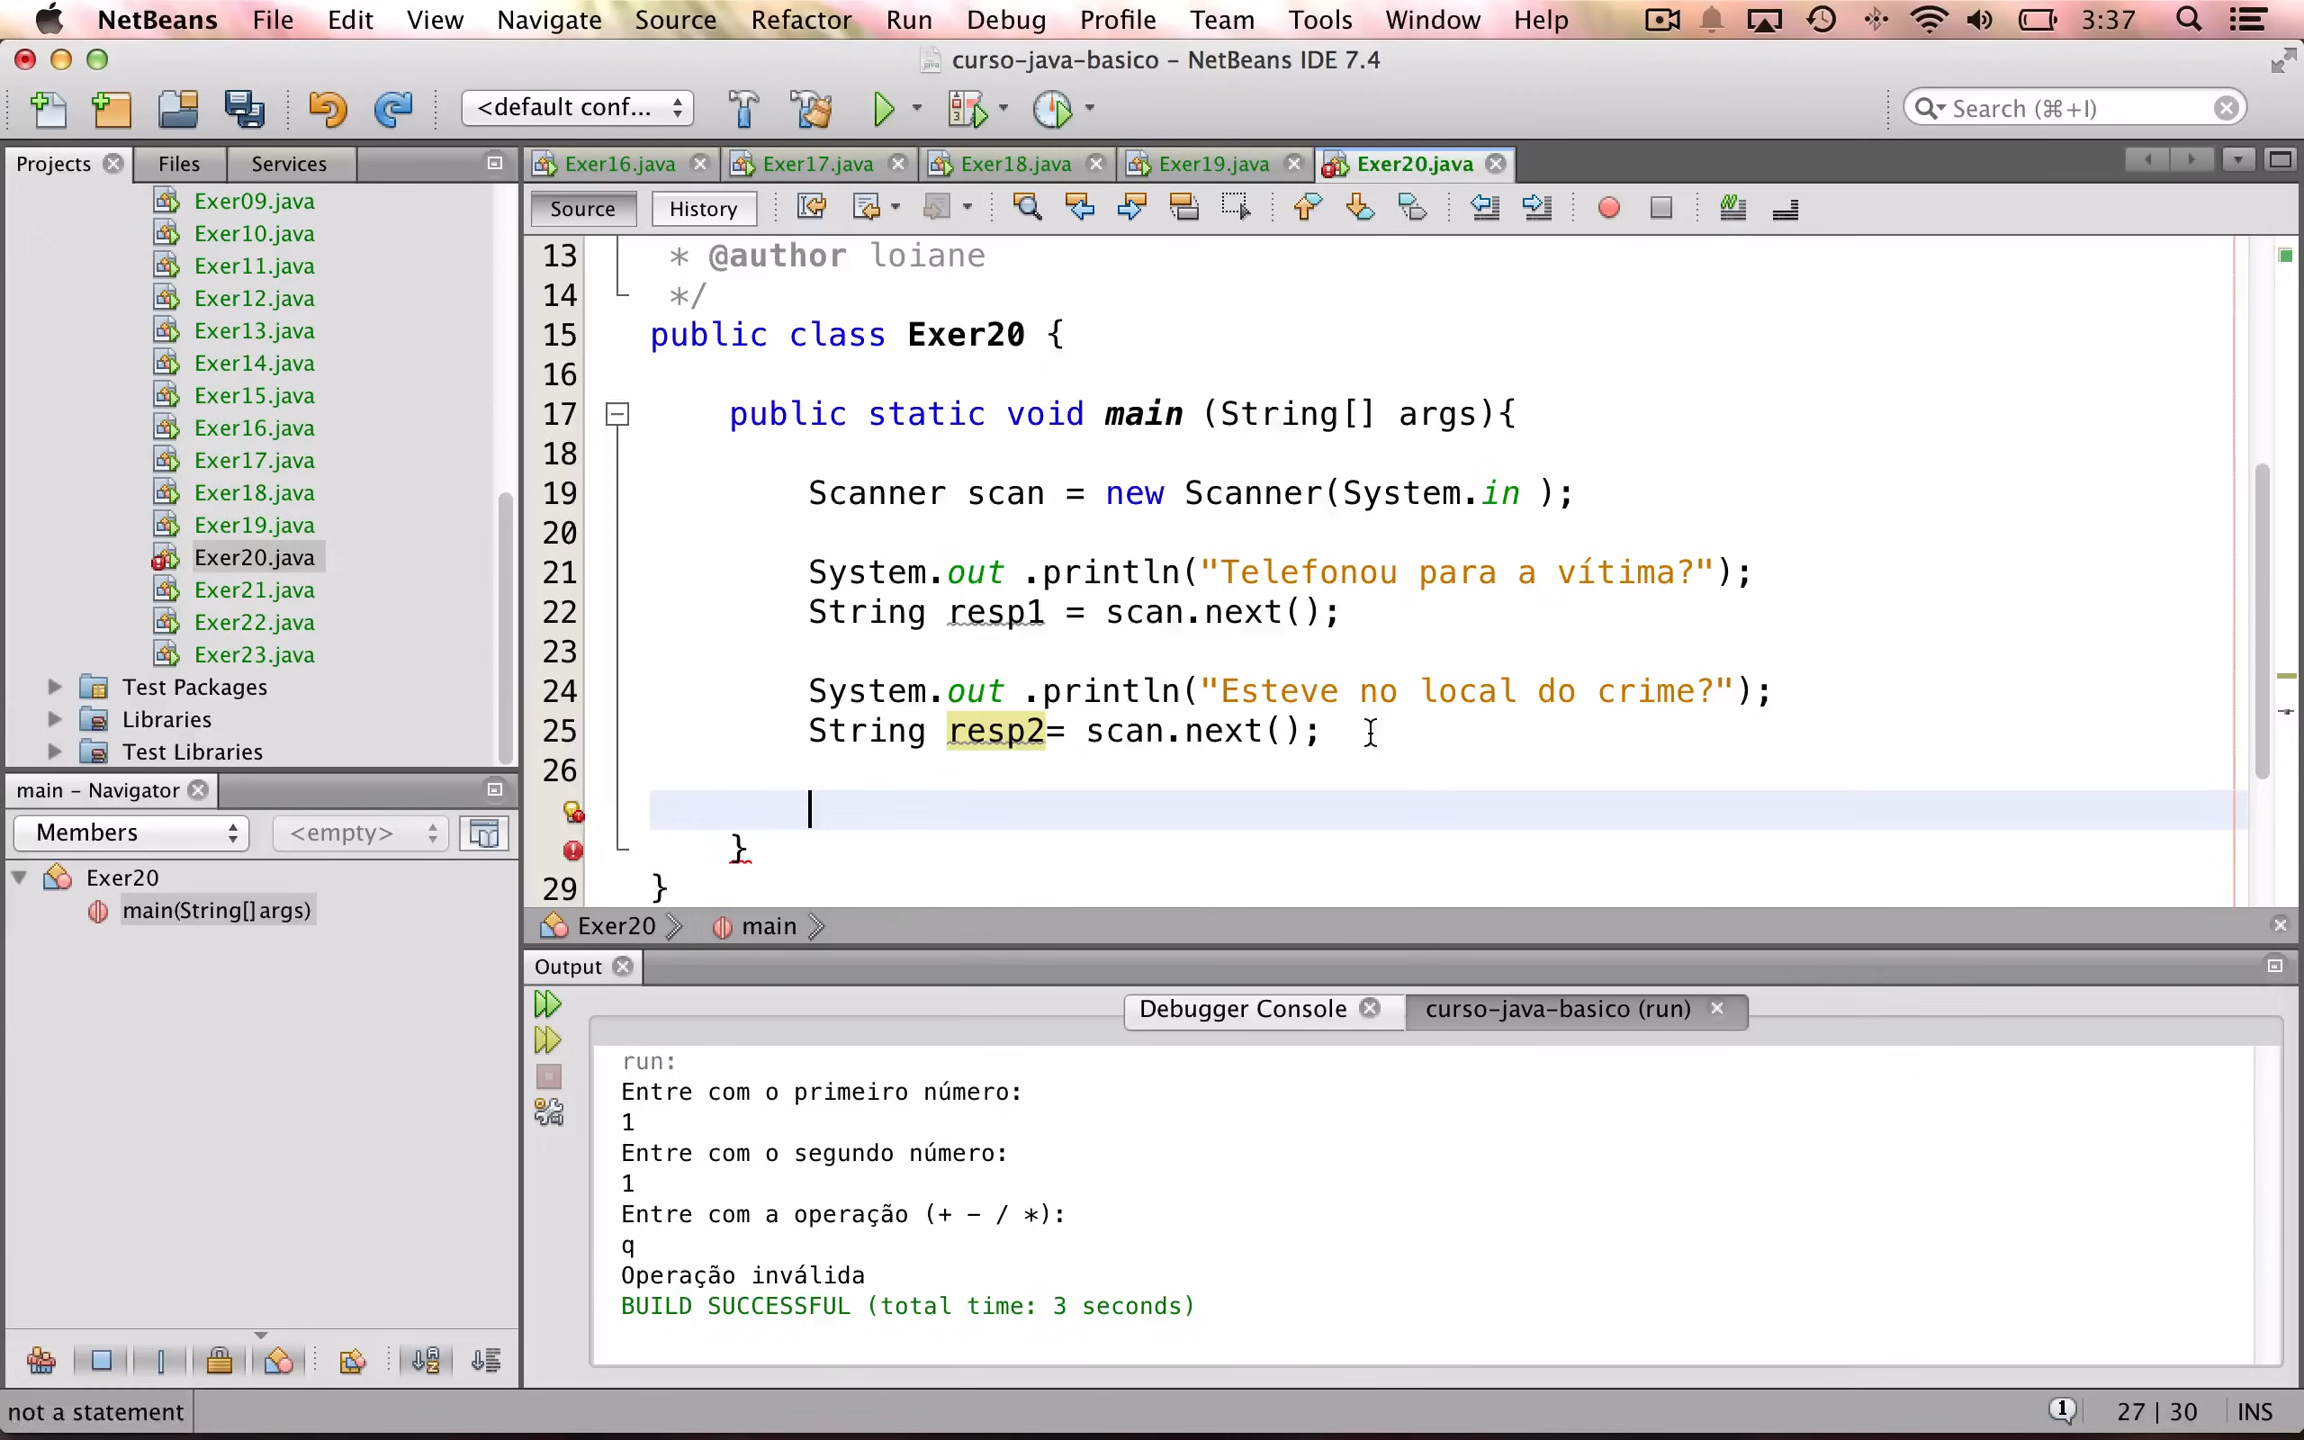 NetBeans File Edit View Navigate Source Refactor Run Debug Profile Team Tools Window Help 3:37
curso-java-basico – NetBeans IDE 7.4
<default conf... Search (⌘+I)
Projects Files Services
Exer09.java
Exer10.java
Exer11.java
Exer12.java
Exer13.java
Exer14.java
Exer15.java
Exer16.java
Exer17.java
Exer18.java
Exer19.java
Exer20.java
Exer21.java
Exer22.java
Exer23.java
Test Packages
Libraries
Test Libraries
main – Navigator
Members <empty>
Exer20
main(String[] args)
Exer16.java Exer17.java Exer18.java Exer19.java Exer20.java
Source History
13 * @author loiane
14 */
15 public class Exer20 {
16
17 public static void main (String[] args){
18
19 Scanner scan = new Scanner(System.in );
20
21 System.out .println("Telefonou para a vítima?");
22 String resp1 = scan.next();
23
24 System.out .println("Esteve no local do crime?");
25 String resp2= scan.next();
26
}
29 }
Exer20 main
Output
Debugger Console curso-java-basico (run)
run:
Entre com o primeiro número:
1
Entre com o segundo número:
1
Entre com a operação (+ – / *):
q
Operação inválida
BUILD SUCCESSFUL (total time: 3 seconds)
not a statement 1 27 | 30 INS